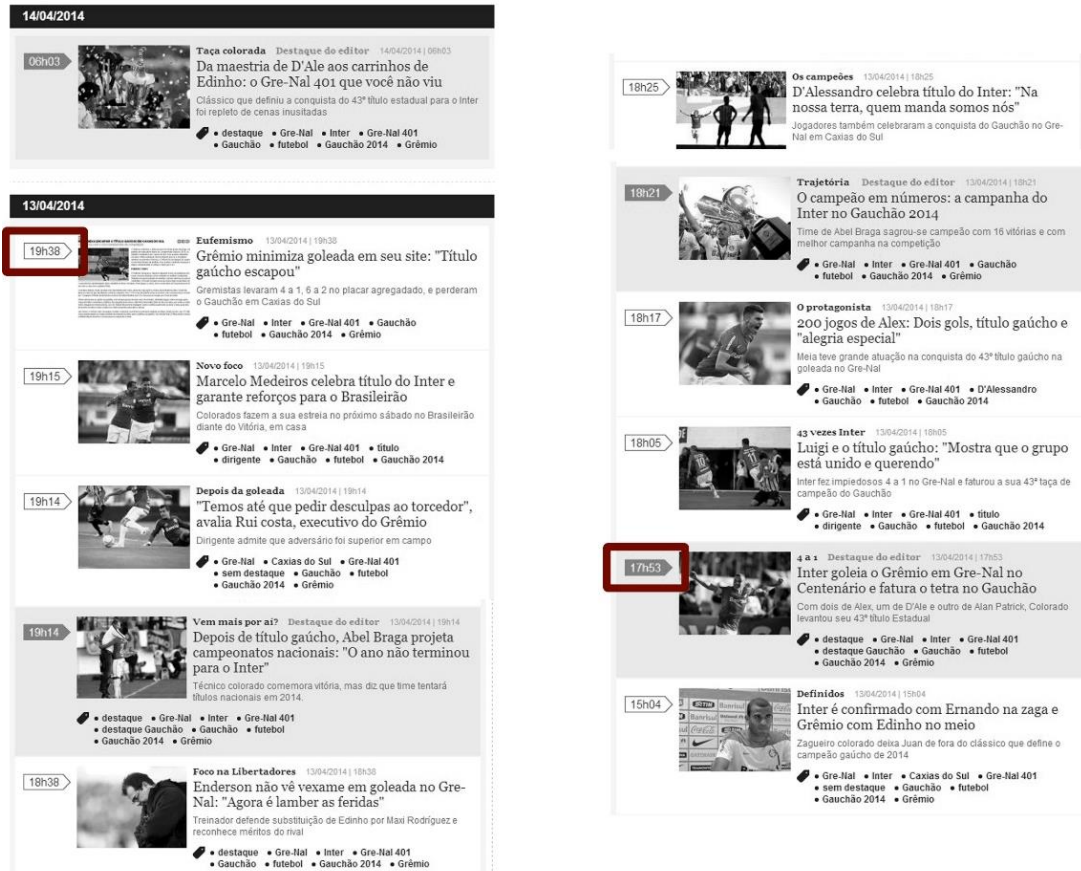 14/04/2014
06h03
Taça colorada Destaque do editor 14/04/2014 | 06h03
Da maestria de D'Ale aos carrinhos de
Edinho: o Gre-Nal 401 que você não viu
Clássico que definiu a conquista do 43º título estadual para o Inter
foi repleto de cenas inusitadas
• destaque • Gre-Nal • Inter • Gre-Nal 401
• Gauchão • futebol • Gauchão 2014 • Grêmio
13/04/2014
19h38
Eufemismo 13/04/2014 | 19h38
Grêmio minimiza goleada em seu site: "Título
gaúcho escapou"
Gremistas levaram 4 a 1, 6 a 2 no placar agregadado, e perderam
o Gauchão em Caxias do Sul
• Gre-Nal • Inter • Gre-Nal 401 • Gauchão
• futebol • Gauchão 2014 • Grêmio
19h15
Novo foco 13/04/2014 | 19h15
Marcelo Medeiros celebra título do Inter e
garante reforços para o Brasileirão
Colorados fazem a sua estreia no próximo sábado no Brasileirão
diante do Vitória, em casa
• Gre-Nal • Inter • Gre-Nal 401 • título
• dirigente • Gauchão • futebol • Gauchão 2014
19h14
Depois da goleada 13/04/2014 | 19h14
"Temos até que pedir desculpas ao torcedor",
avalia Rui costa, executivo do Grêmio
Dirigente admite que adversário foi superior em campo
• Gre-Nal • Caxias do Sul • Gre-Nal 401
• sem destaque • Gauchão • futebol
• Gauchão 2014 • Grêmio
19h14
Vem mais por aí? Destaque do editor 13/04/2014 | 19h14
Depois de título gaúcho, Abel Braga projeta
campeonatos nacionais: "O ano não terminou
para o Inter"
Técnico colorado comemora vitória, mas diz que time tentará
títulos nacionais em 2014.
• destaque • Gre-Nal • Inter • Gre-Nal 401
• destaque Gauchão • Gauchão • futebol
• Gauchão 2014 • Grêmio
18h38
Foco na Libertadores 13/04/2014 | 18h38
Enderson não vê vexame em goleada no Gre-
Nal: "Agora é lamber as feridas"
Treinador defende substituição de Edinho por Maxi Rodríguez e
reconhece méritos do rival
• destaque • Gre-Nal • Inter • Gre-Nal 401
• Gauchão • futebol • Gauchão 2014 • Grêmio
18h25
Os campeões 13/04/2014 | 18h25
D'Alessandro celebra título do Inter: "Na
nossa terra, quem manda somos nós"
Jogadores também celebraram a conquista do Gauchão no Gre-
Nal em Caxias do Sul
18h21
Trajetória Destaque do editor 13/04/2014 | 18h21
O campeão em números: a campanha do
Inter no Gauchão 2014
Time de Abel Braga sagrou-se campeão com 16 vitórias e com
melhor campanha na competição
• Gre-Nal • Inter • Gre-Nal 401 • Gauchão
• futebol • Gauchão 2014 • Grêmio
18h17
O protagonista 13/04/2014 | 18h17
200 jogos de Alex: Dois gols, título gaúcho e
"alegria especial"
Meia teve grande atuação na conquista do 43º título gaúcho na
goleada no Gre-Nal
• Gre-Nal • Inter • Gre-Nal 401 • D'Alessandro
• Gauchão • futebol • Gauchão 2014
18h05
43 vezes Inter 13/04/2014 | 18h05
Luigi e o título gaúcho: "Mostra que o grupo
está unido e querendo"
Inter fez impiedosos 4 a 1 no Gre-Nal e faturou a sua 43ª taça de
campeão do Gauchão
• Gre-Nal • Inter • Gre-Nal 401 • título
• dirigente • Gauchão • futebol • Gauchão 2014
17h53
4 a 1 Destaque do editor 13/04/2014 | 17h53
Inter goleia o Grêmio em Gre-Nal no
Centenário e fatura o tetra no Gauchão
Com dois de Alex, um de D'Ale e outro de Alan Patrick, Colorado
levantou seu 43º título Estadual
• destaque • Gre-Nal • Inter • Gre-Nal 401
• destaque Gauchão • Gauchão • futebol
• Gauchão 2014 • Grêmio
15h04
Definidos 13/04/2014 | 15h04
Inter é confirmado com Ernando na zaga e
Grêmio com Edinho no meio
Zagueiro colorado deixa Juan de fora do clássico que define o
campeão gaúcho de 2014
• Gre-Nal • Inter • Caxias do Sul • Gre-Nal 401
• sem destaque • Gauchão • futebol
• Gauchão 2014 • Grêmio